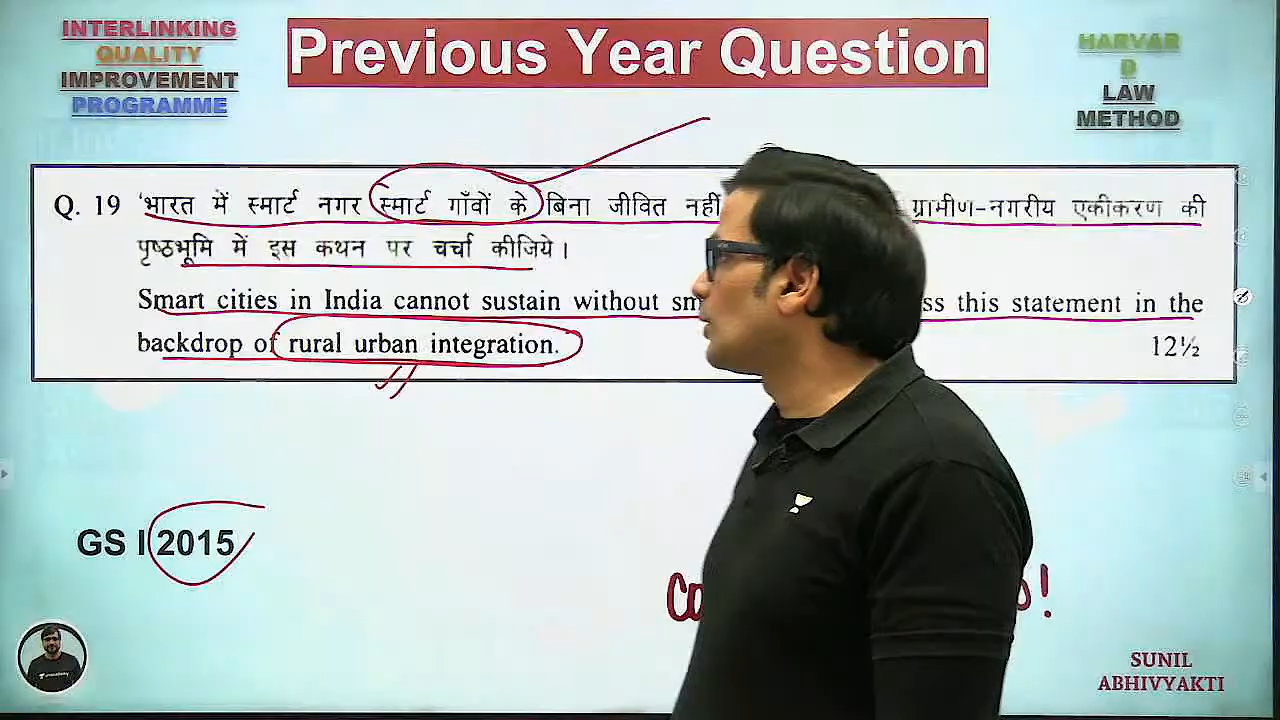 INTERLINKING
QUALITY
IMPROVEMENT
PROGRAMME
Previous Year Question
HARVAR
D
LAW
METHOD
Q. 19 'भारत में स्मार्ट नगर स्मार्ट गाँवों के बिना जीवित नहीं ग्रामीण-नगरीय एकीकरण की
पृष्ठभूमि में इस कथन पर चर्चा कीजिये।
Smart cities in India cannot sustain without this statement in the
backdrop of rural urban integration. 12½
GS I 2015
SUNIL
ABHIVYAKTI